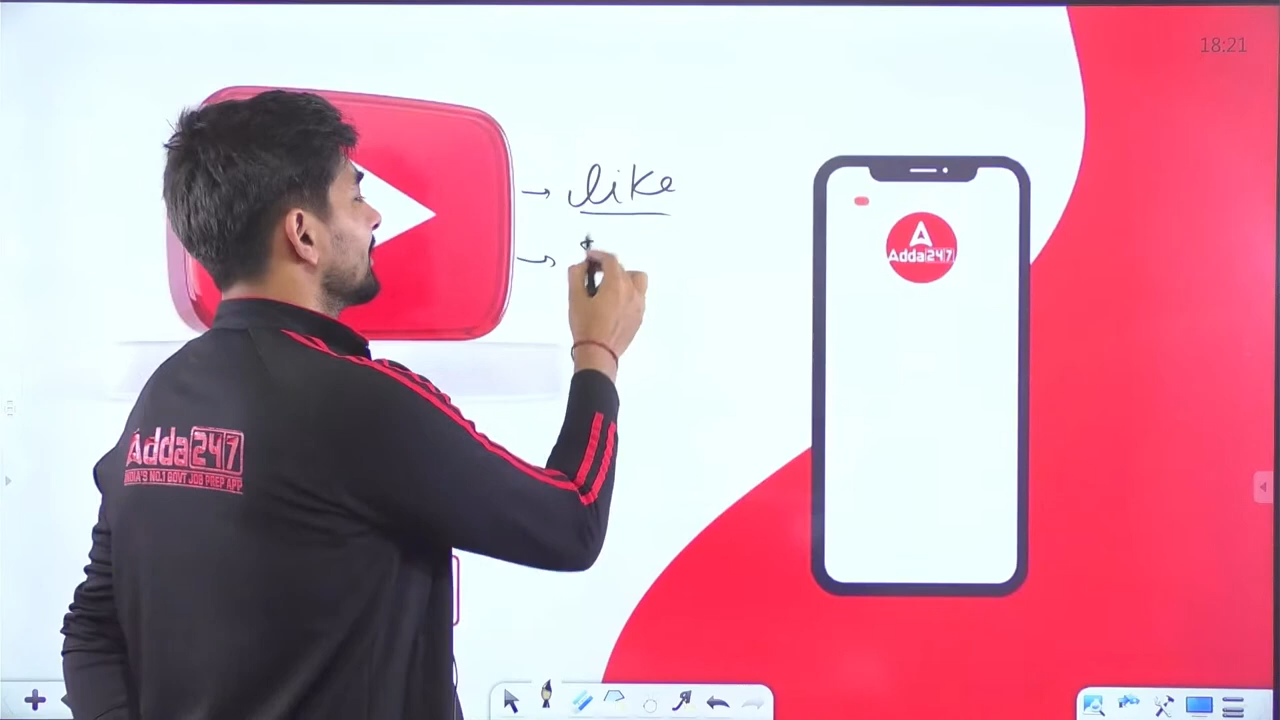 18:21
→ like
Adda247
→
Adda247
INDIA'S NO.1 GOVT JOB PREP APP